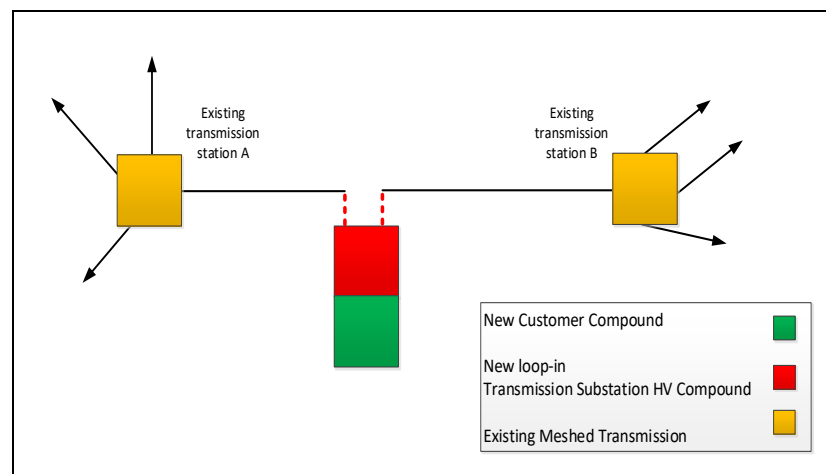 Existing
transmission
station A
Existing
transmission
station B
New Customer Compound
New loop-in
Transmission Substation HV Compound
Existing Meshed Transmission